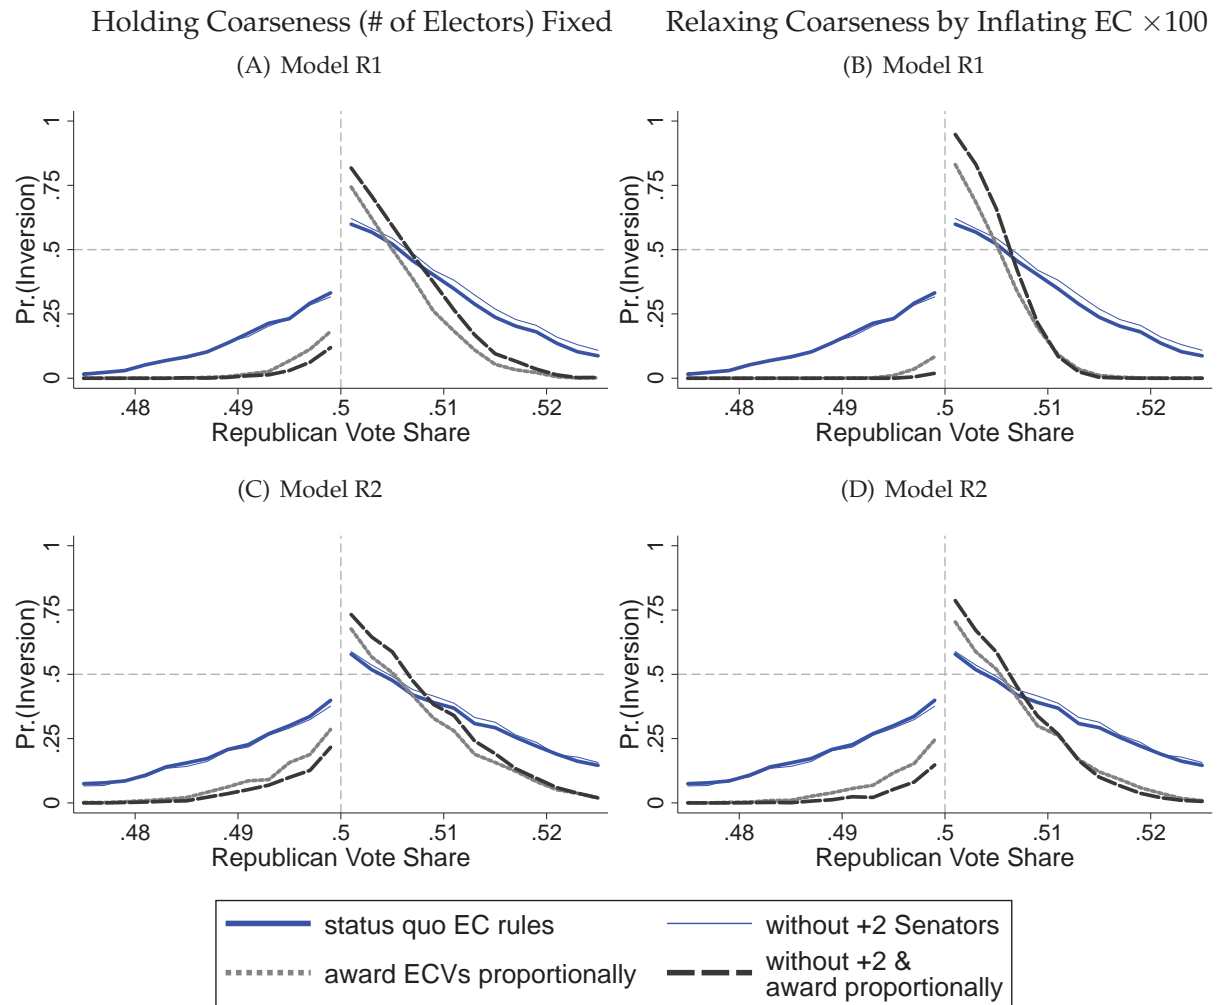 Holding Coarseness (# of Electors) Fixed
Relaxing Coarseness by Inflating EC ×100
(A) Model R1
(B) Model R1
Pr.(Inversion)
0 .25 .5 .75 1
.48 .49 .5 .51 .52
Republican Vote Share
Pr.(Inversion)
0 .25 .5 .75 1
.48 .49 .5 .51 .52
Republican Vote Share
(C) Model R2
(D) Model R2
Pr.(Inversion)
0 .25 .5 .75 1
.48 .49 .5 .51 .52
Republican Vote Share
Pr.(Inversion)
0 .25 .5 .75 1
.48 .49 .5 .51 .52
Republican Vote Share
status quo EC rules
without +2 Senators
award ECVs proportionally
without +2 &
award proportionally